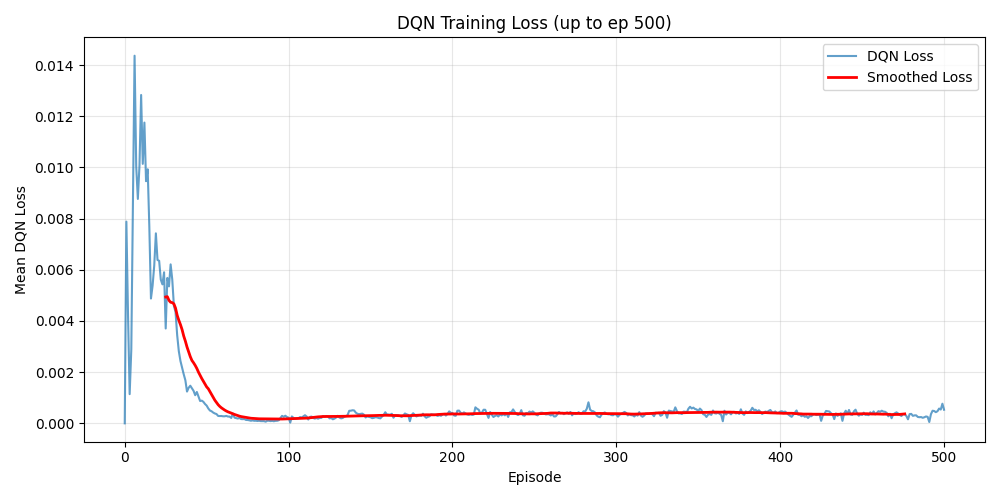 DQN Training Loss (up to ep 500)
DQN Loss
Smoothed Loss
Mean DQN Loss
0.014
0.012
0.010
0.008
0.006
0.004
0.002
0.000
0
100
200
300
400
500
Episode